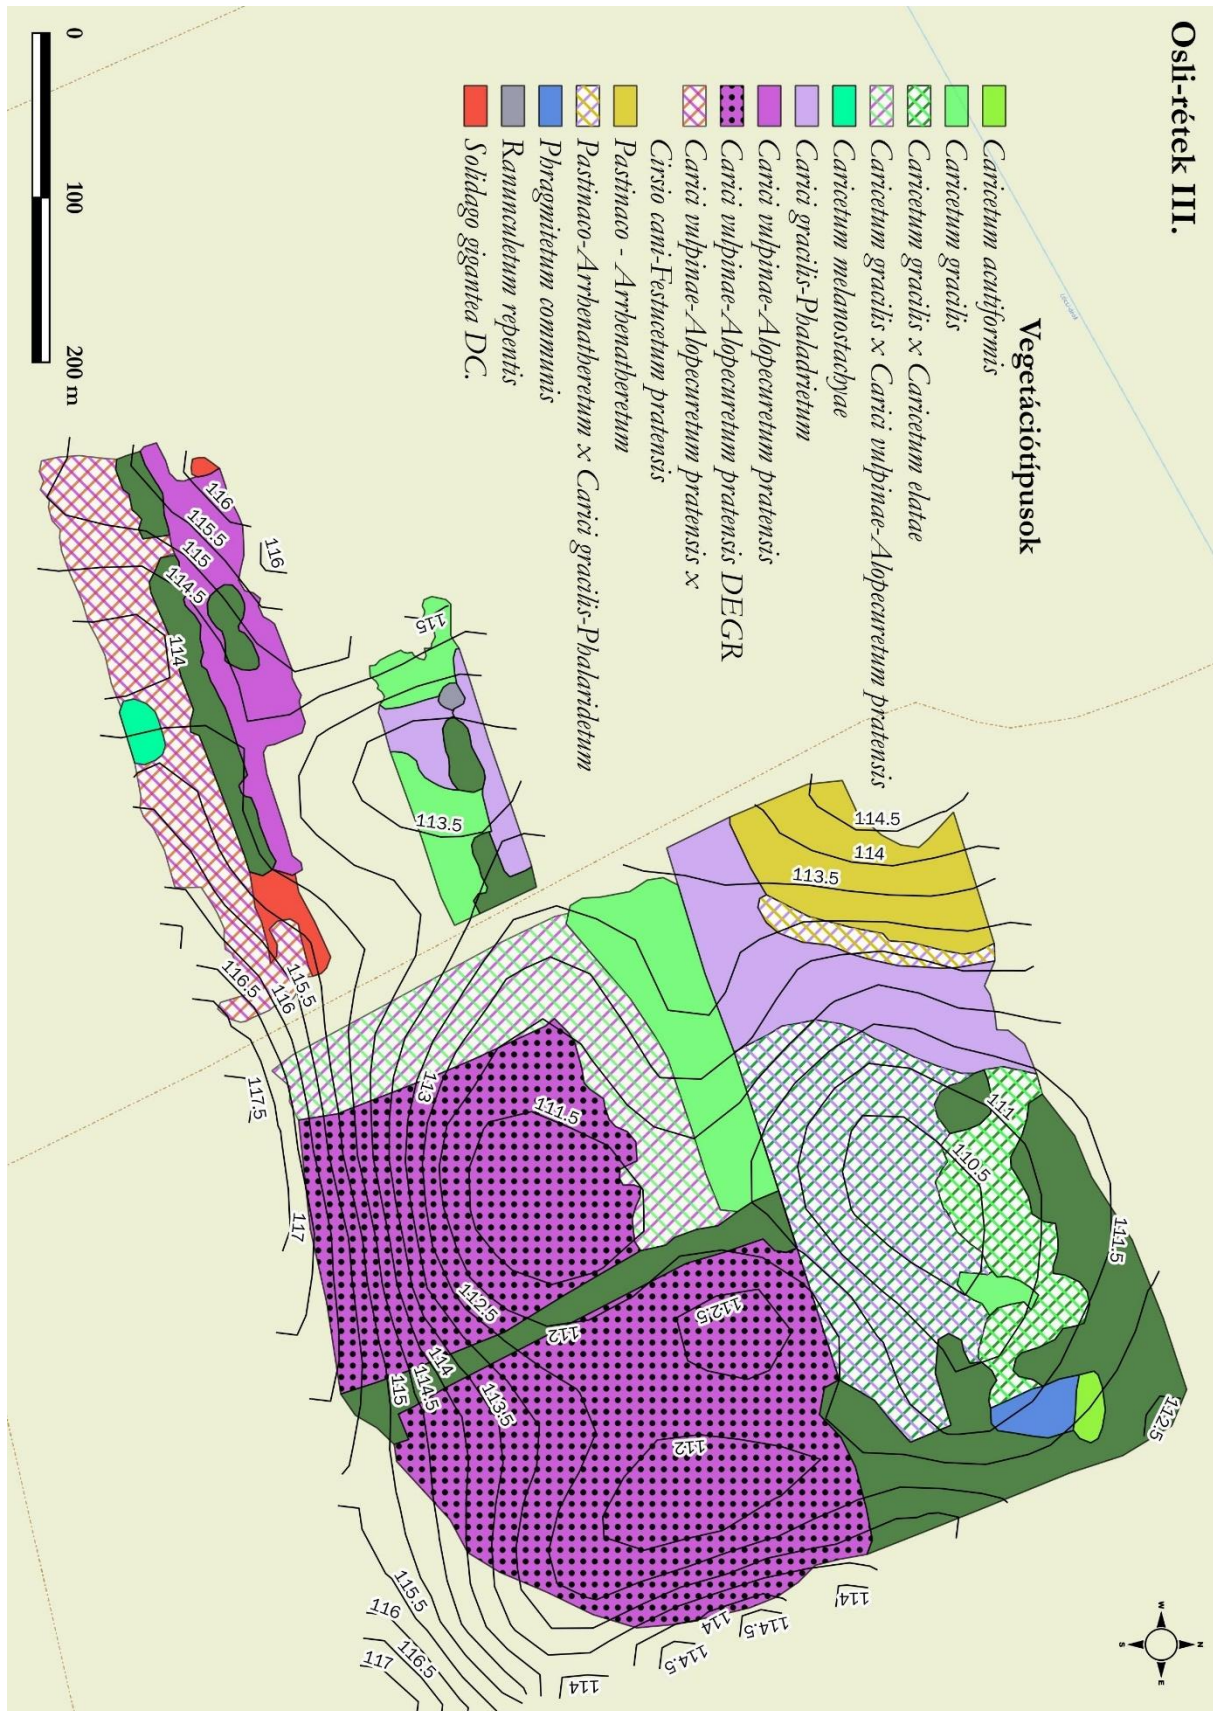 Osli-rétek III.
Vegetációtípusok
Caricetum acutiformis
Caricetum gracilis
Caricetum gracilis x Caricetum elatae
Caricetum gracilis x Carici vulpinae-Alopecuretum pratensis
Caricetum melanostachyae
Carici gracilis-Phaladrietum
Carici vulpinae-Alopecuretum pratensis
Carici vulpinae-Alopecuretum pratensis DEGR
Carici vulpinae-Alopecuretum pratensis x
Cirsio cani-Festucetum pratensis
Pastinaco - Arrhenatheretum
Pastinaco-Arrhenatheretum x Carici gracilis-Phalaridetum
Phragmitetum communis
Ranunculetum repentis
Solidago gigantea DC.
0 100 200 m
N
W
E
S
116
115.5
115
114.5
116
114
115
113.5
114.5
114
113.5
116.5
116
115.5
117.5
117
113
111.5
111
110.5
111.5
112.5
112.5
112
112.5
114
114.5
115
113.5
112
114
114.5
114
114.5
114
115.5
116
116.5
117